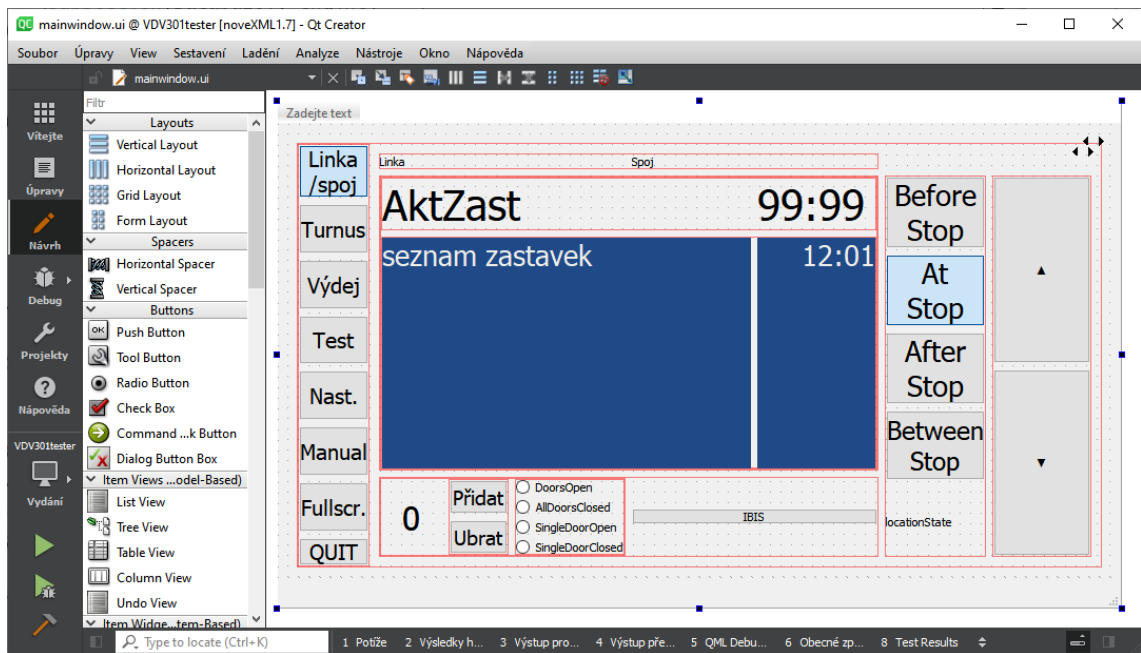 QC mainwindow.ui @ VDV301tester [noveXML1.7] - Qt Creator
Soubor Úpravy View Sestavení Ladění Analyze Nástroje Okno Nápověda
mainwindow.ui
Vítejte
Úpravy
Návrh
Debug
Projekty
Nápověda
VDV301tester
Vydání
Filtr
Layouts
Vertical Layout
Horizontal Layout
Grid Layout
Form Layout
Spacers
Horizontal Spacer
Vertical Spacer
Buttons
OK Push Button
Tool Button
Radio Button
Check Box
Command ...k Button
Dialog Button Box
Item Views ...odel-Based)
List View
Tree View
Table View
Column View
Undo View
Item Widge...tem-Based)
Zadejte text
Linka
/spoj
Turnus
Výdej
Test
Nast.
Manual
Fullscr.
QUIT
Linka Spoj
AktZast 99:99
seznam zastavek 12:01
0
Přidat
Ubrat
DoorsOpen
AllDoorsClosed
SingleDoorOpen
SingleDoorClosed
IBIS
Before
Stop
At
Stop
After
Stop
Between
Stop
locationState
Type to locate (Ctrl+K) 1 Potíže 2 Výsledky h... 3 Výstup pro... 4 Výstup pře... 5 QML Debu... 6 Obecné zp... 8 Test Results